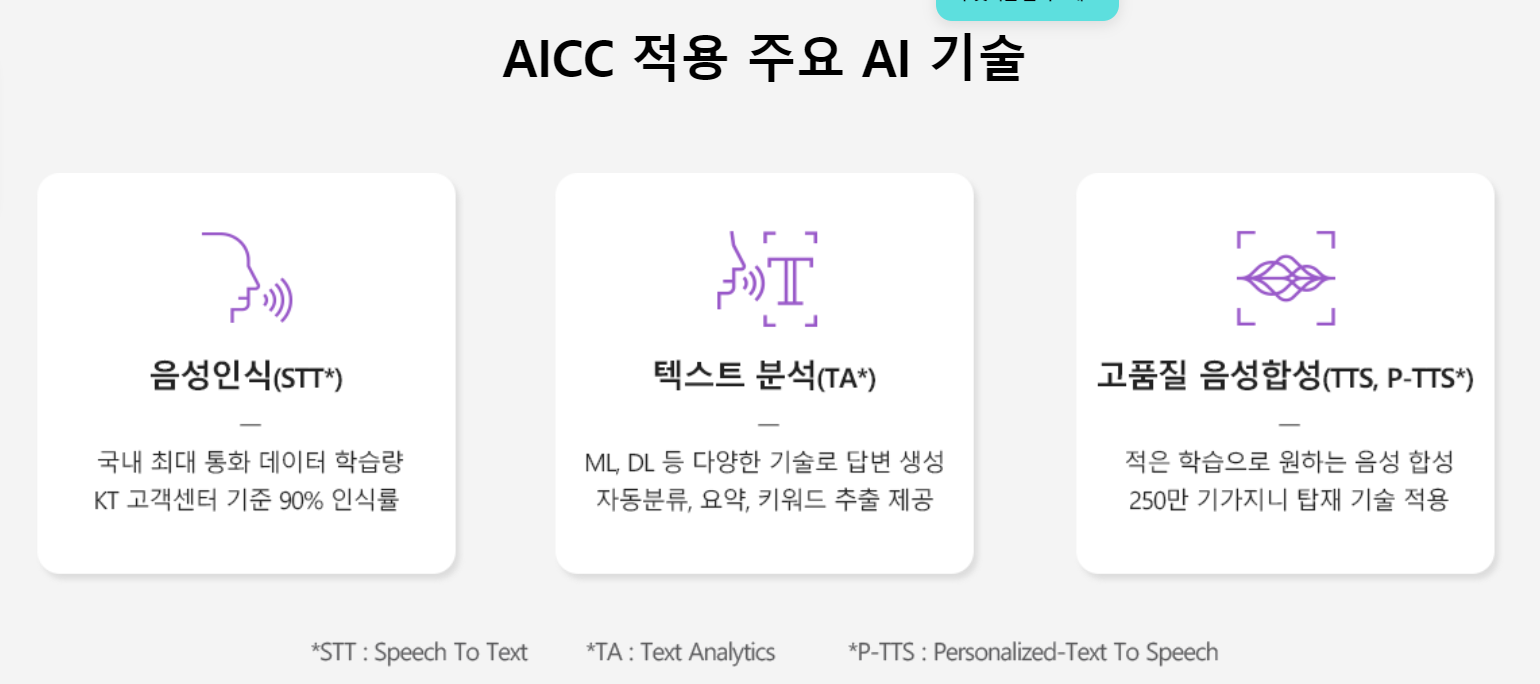 AICC 적용 주요 AI 기술
음성인식(STT*)
국내 최대 통화 데이터 학습량
KT 고객센터 기준 90% 인식률
텍스트 분석(TA*)
ML, DL 등 다양한 기술로 답변 생성
자동분류, 요약, 키워드 추출 제공
고품질 음성합성(TTS, P-TTS*)
적은 학습으로 원하는 음성 합성
250만 기가지니 탑재 기술 적용
*STT : Speech To Text
*TA : Text Analytics
*P-TTS : Personalized-Text To Speech